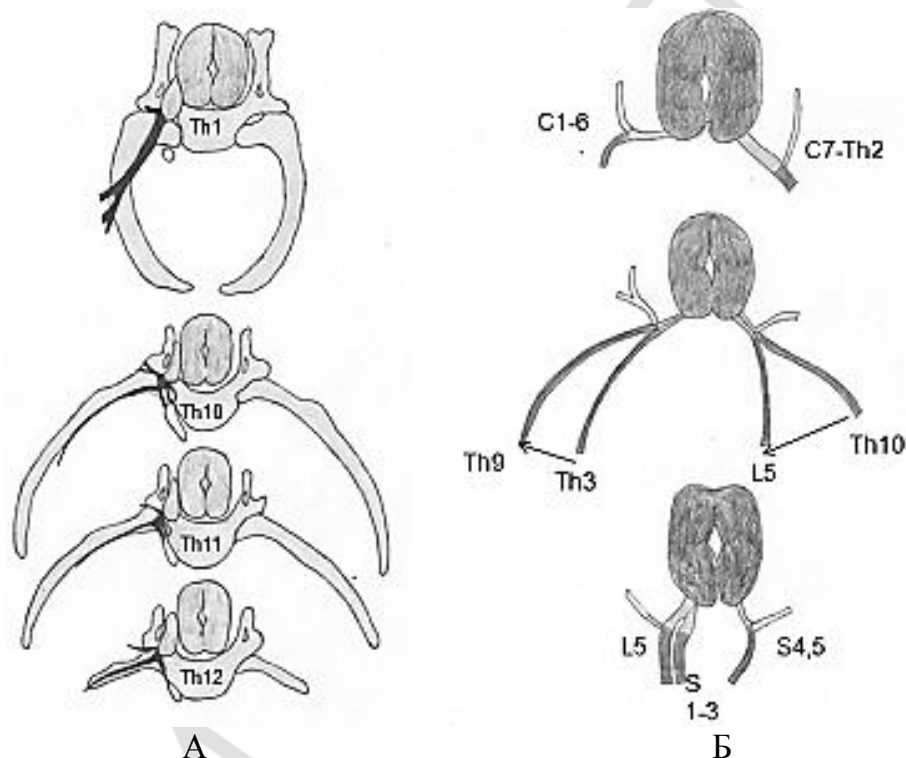 Th1
Th10
Th11
Th12
А
C1-6
C7-Th2
Th9
Th3
L5
Th10
L5
S
1-3
S4,5
Б